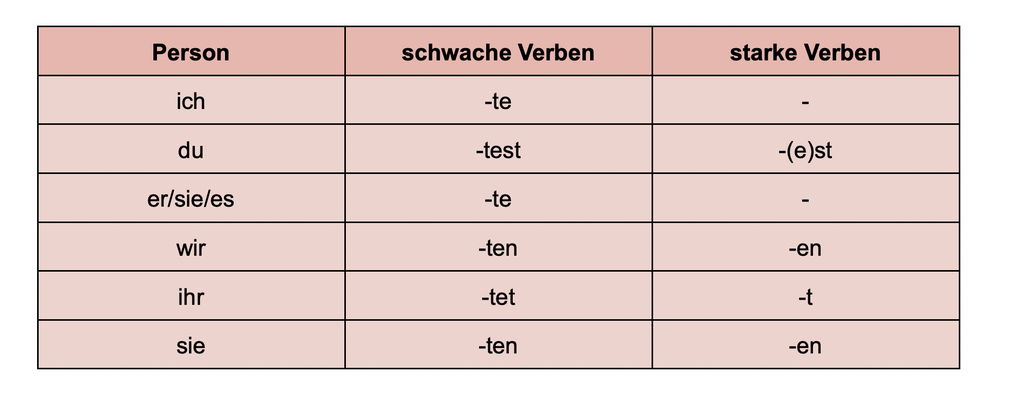 Person schwache Verben starke Verben
ich -te -
du -test -(e)st
er/sie/es -te -
wir -ten -en
ihr -tet -t
sie -ten -en